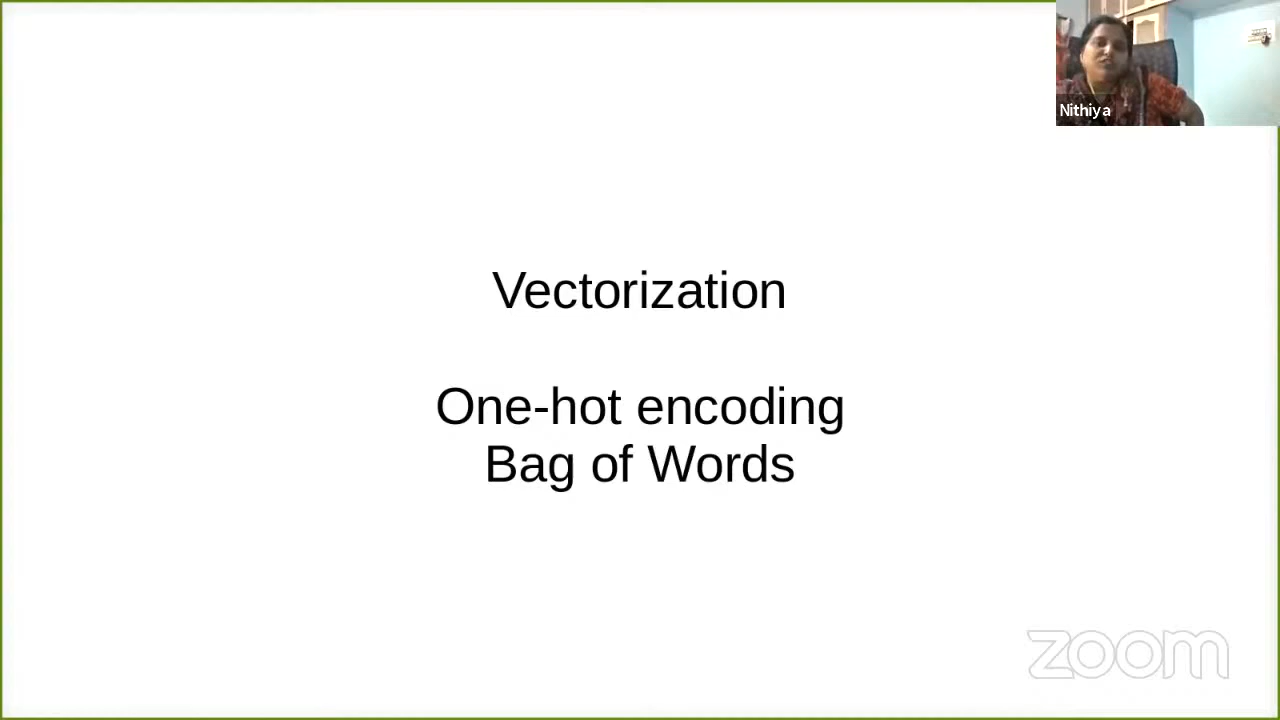 Nithiya
Vectorization
One-hot encoding
Bag of Words
zoom